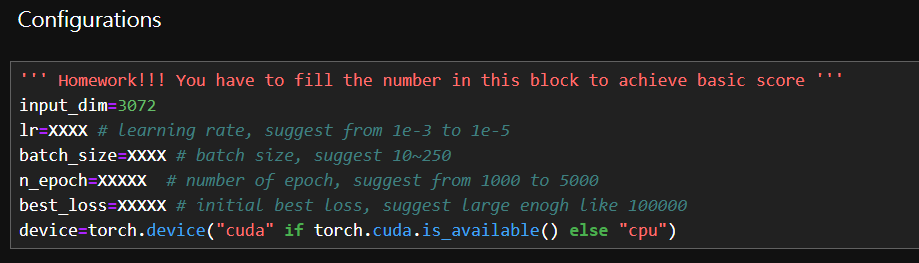 Configurations
''' Homework!!! You have to fill the number in this block to achieve basic score '''
input_dim=3072
lr=XXXX # learning rate, suggest from 1e-3 to 1e-5
batch_size=XXXX # batch size, suggest 10~250
n_epoch=XXXXX  # number of epoch, suggest from 1000 to 5000
best_loss=XXXXX # initial best loss, suggest large enogh like 100000
device=torch.device("cuda" if torch.cuda.is_available() else "cpu")